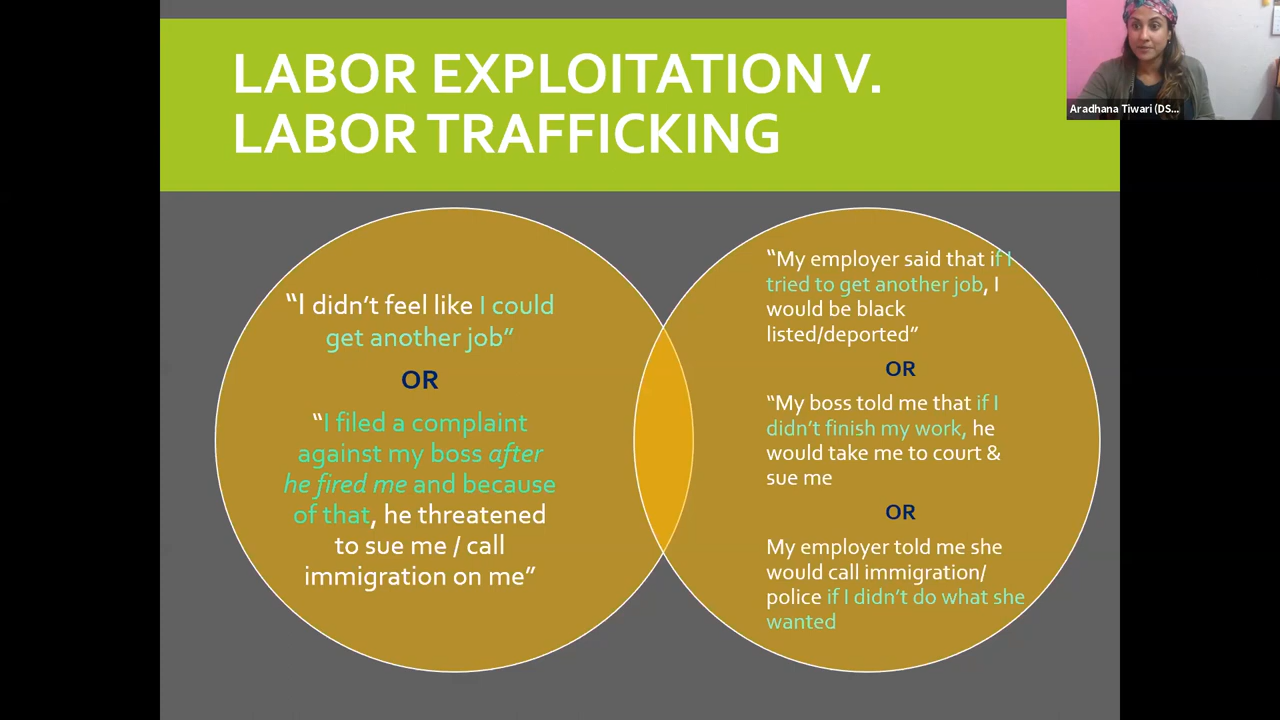 LABOR EXPLOITATION V.
LABOR TRAFFICKING
Aradhana Tiwari (DS...
“I didn’t feel like I could
get another job”
OR
“I filed a complaint
against my boss after
he fired me and because
of that, he threatened
to sue me / call
immigration on me”
“My employer said that if I
tried to get another job, I
would be black
listed/deported”
OR
“My boss told me that if I
didn’t finish my work, he
would take me to court &
sue me
OR
My employer told me she
would call immigration/
police if I didn’t do what she
wanted